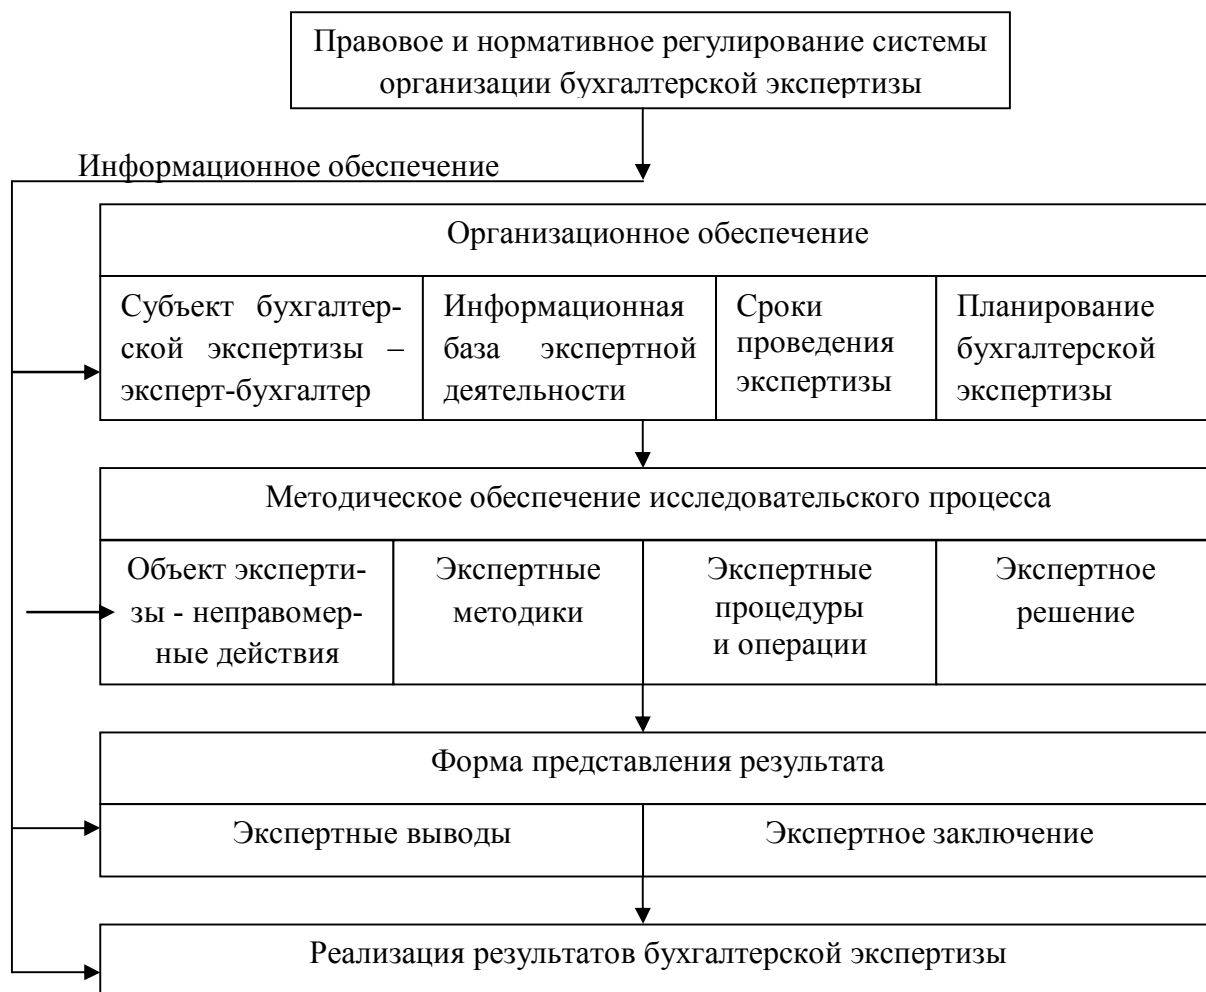 Правовое и нормативное регулирование системы
организации бухгалтерской экспертизы
Информационное обеспечение
Организационное обеспечение
Субъект бухгалтер-
ской экспертизы –
эксперт-бухгалтер
Информационная
база экспертной
деятельности
Сроки
проведения
экспертизы
Планирование
бухгалтерской
экспертизы
Методическое обеспечение исследовательского процесса
Объект эксперти-
зы - неправомер-
ные действия
Экспертные
методики
Экспертные
процедуры
и операции
Экспертное
решение
Форма представления результата
Экспертные выводы
Экспертное заключение
Реализация результатов бухгалтерской экспертизы